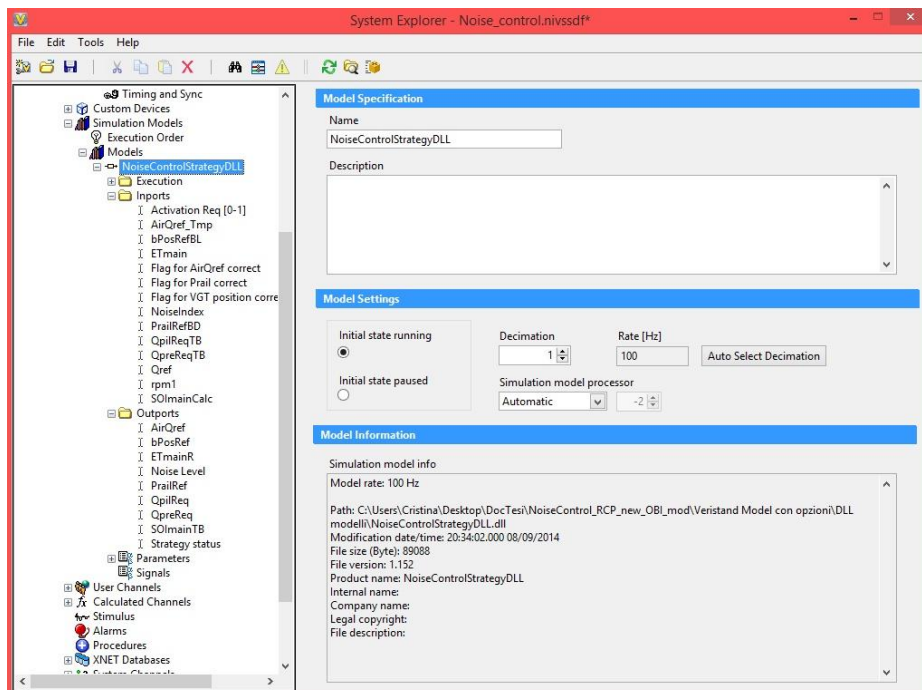 System Explorer - Noise_control.nivssdf*
File Edit Tools Help
Timing and Sync
Custom Devices
Simulation Models
Execution Order
Models
NoiseControlStrategyDLL
Execution
Inports
Activation Req [0-1]
AirQref_Tmp
bPosRefBL
ETmain
Flag for AirQref correct
Flag for Prail correct
Flag for VGT position corre
NoiseIndex
PrailRefBD
QpilReqTB
QpreReqTB
Qref
rpm1
SOImainCalc
Outports
AirQref
bPosRef
ETmainR
Noise Level
PrailRef
QpilReq
QpreReq
SOImainTB
Strategy status
Parameters
Signals
User Channels
fx Calculated Channels
Stimulus
Alarms
Procedures
XNET Databases
Model Specification
Name
NoiseControlStrategyDLL
Description
Model Settings
Initial state running
Initial state paused
Decimation
1
Rate [Hz]
100
Auto Select Decimation
Simulation model processor
Automatic
-2
Model Information
Simulation model info
Model rate: 100 Hz
Path: C:\Users\Cristina\Desktop\DocTesi\NoiseControl_RCP_new_OBI_mod\Veristand Model con opzioni\DLL
modelli\NoiseControlStrategyDLL.dll
Modification date/time: 20:34:02.000 08/09/2014
File size (Byte): 89088
File version: 1.152
Product name: NoiseControlStrategyDLL
Internal name:
Company name:
Legal copyright:
File description: